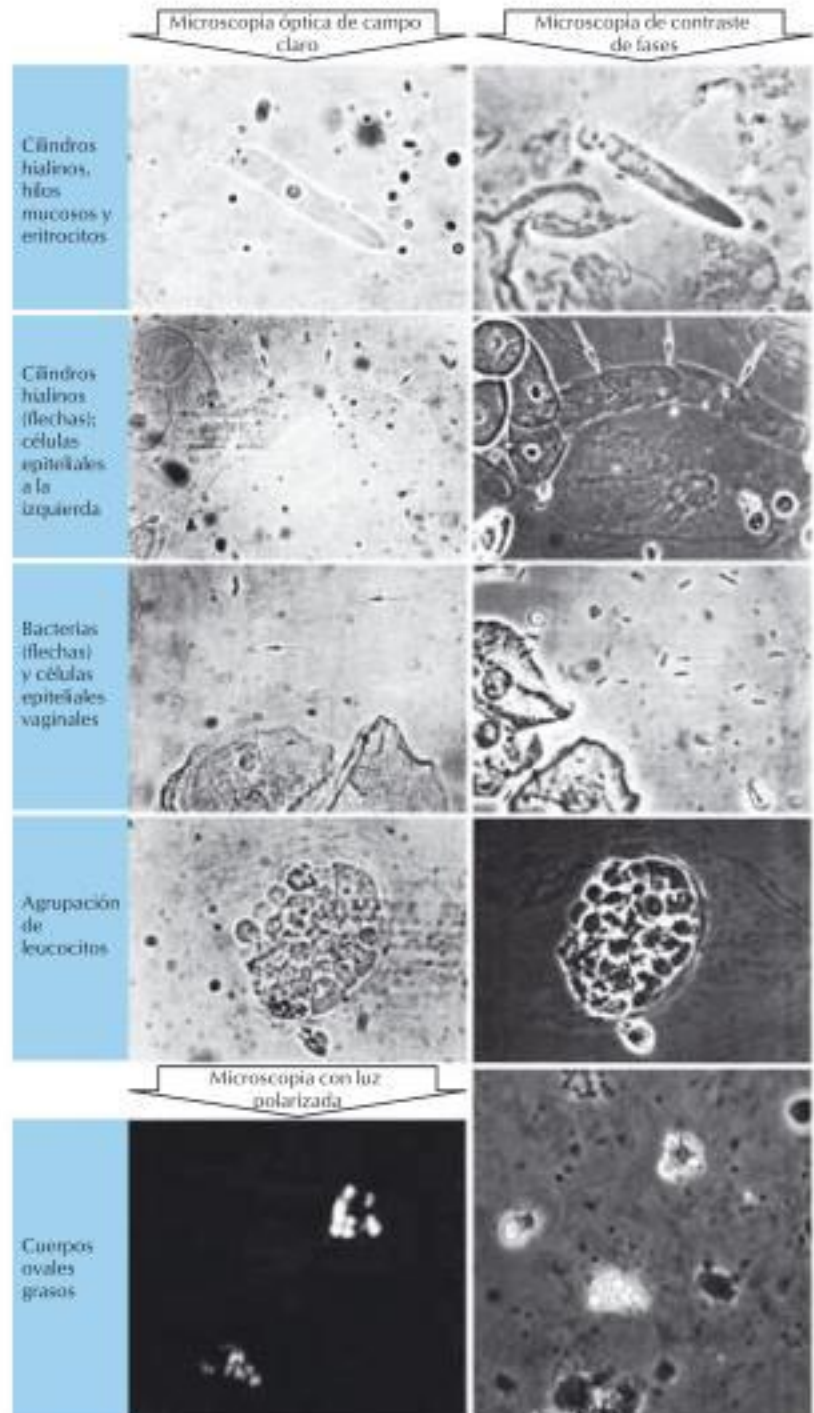 Microscopia óptica de campo
claro
Microscopia de contraste
de fases
Cilindros
hialinos,
hilos
mucosos y
eritrocitos
Cilindros
hialinos
(flechas);
células
epiteliales
a la
izquierda
Bacterias
(flechas)
y células
epiteliales
vaginales
Agrupación
de
leucocitos
Microscopia con luz
polarizada
Cuerpos
ovales
grasos